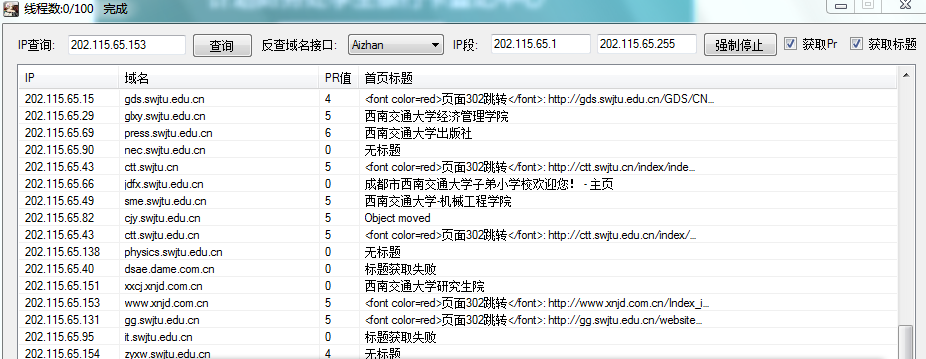 线程数:0/100 完成
IP查询: 202.115.65.153 查询 反查域名接口: Aizhan IP段: 202.115.65.1 202.115.65.255 强制停止 获取Pr 获取标题
IP 域名 PR值 首页标题
202.115.65.15 gds.swjtu.edu.cn 4 <font color=red>页面302跳转</font>: http://gds.swjtu.edu.cn/GDS/CN...
202.115.65.29 glxy.swjtu.edu.cn 5 西南交通大学经济管理学院
202.115.65.69 press.swjtu.edu.cn 6 西南交通大学出版社
202.115.65.90 nec.swjtu.edu.cn 0 无标题
202.115.65.43 ctt.swjtu.cn 5 <font color=red>页面302跳转</font>: http://ctt.swjtu.cn/index/inde...
202.115.65.66 jdfx.swjtu.edu.cn 0 成都市西南交通大学子弟小学校欢迎您！ - 主页
202.115.65.49 sme.swjtu.edu.cn 5 西南交通大学-机械工程学院
202.115.65.82 cjy.swjtu.edu.cn 5 Object moved
202.115.65.43 ctt.swjtu.edu.cn 5 <font color=red>页面302跳转</font>: http://ctt.swjtu.edu.cn/index/...
202.115.65.138 physics.swjtu.edu.cn 0 无标题
202.115.65.40 dsae.dame.com.cn 0 标题获取失败
202.115.65.151 xxcj.xnjd.com.cn 0 西南交通大学研究生院
202.115.65.153 www.xnjd.com.cn 5 <font color=red>页面302跳转</font>: http://www.xnjd.com.cn/Index_i...
202.115.65.131 gg.swjtu.edu.cn 5 <font color=red>页面302跳转</font>: http://gg.swjtu.edu.cn/website...
202.115.65.95 it.swjtu.edu.cn 0 标题获取失败
202.115.65.154 zyxw.swjtu.edu.cn 4 无标题